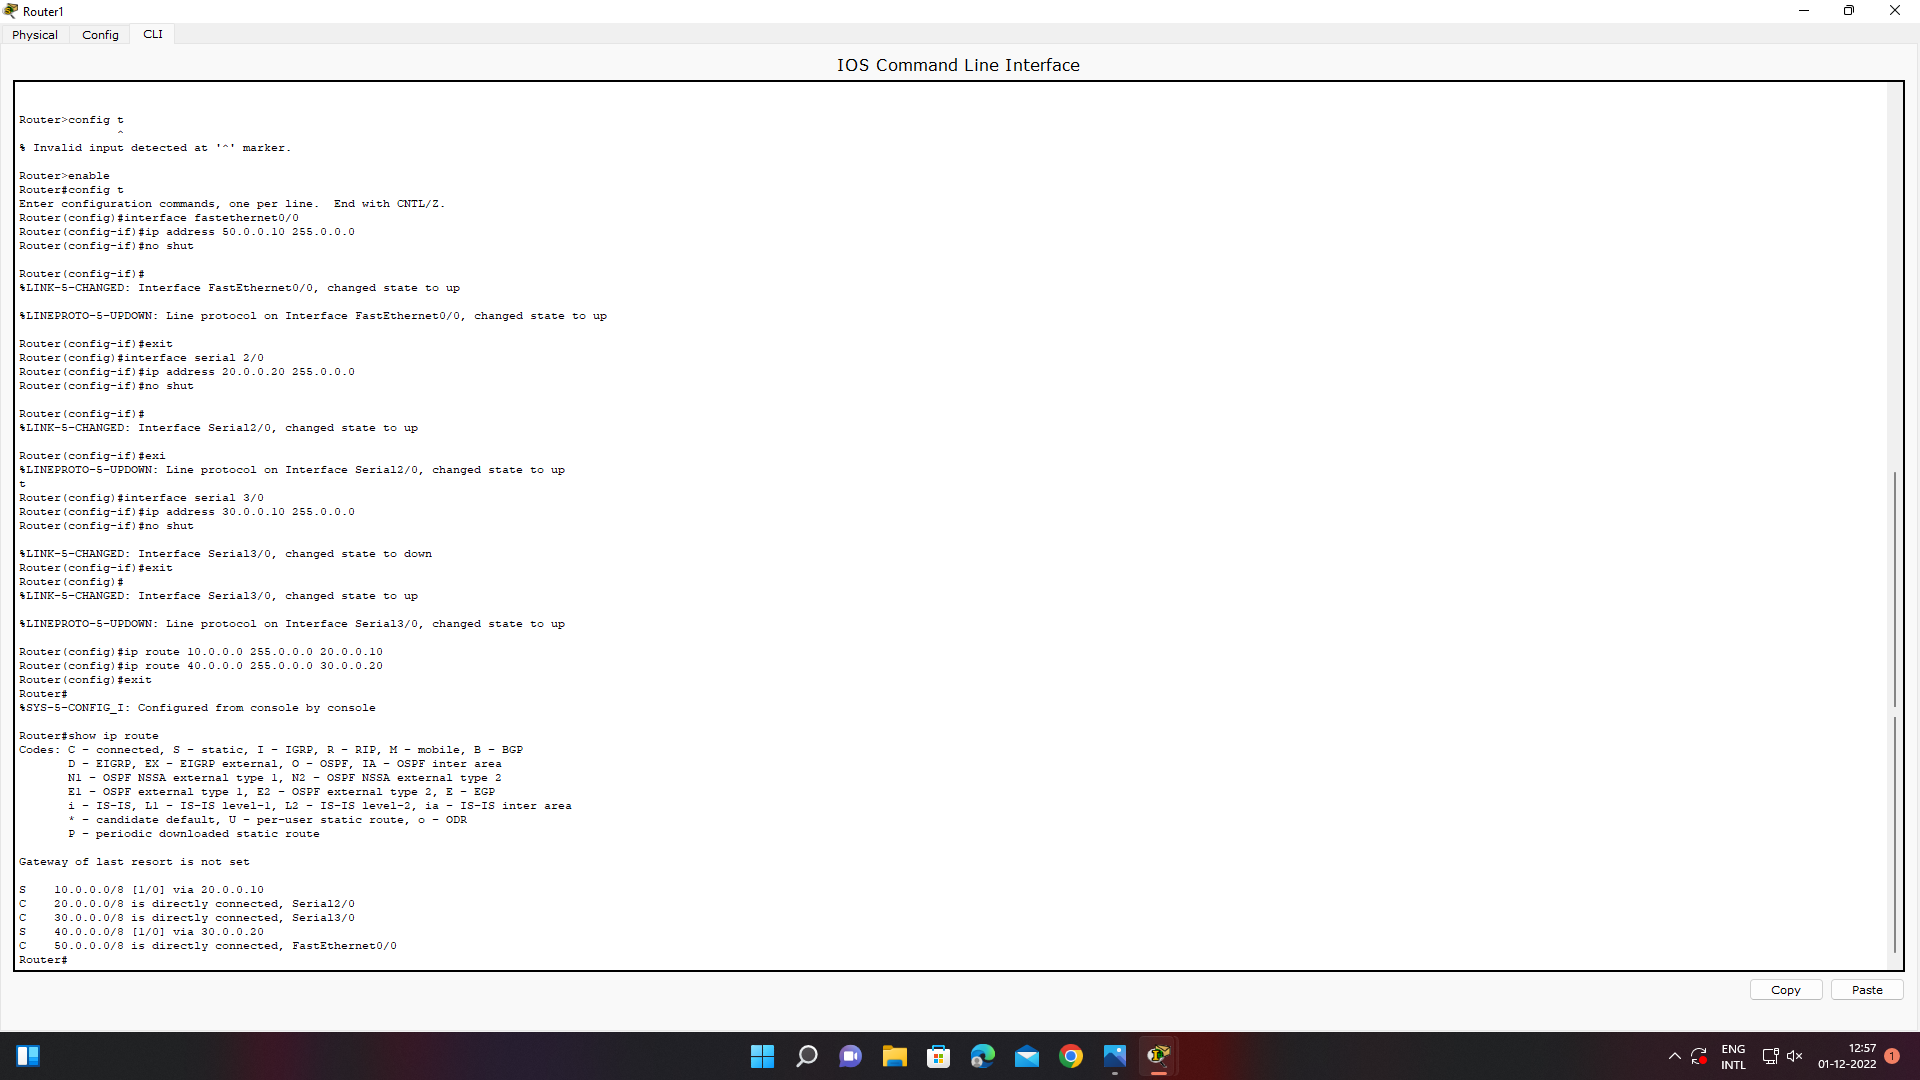 Router1
Physical Config CLI
IOS Command Line Interface
Router>config t
^
% Invalid input detected at '^' marker.
Router>enable
Router#config t
Enter configuration commands, one per line.  End with CNTL/Z.
Router(config)#interface fastethernet0/0
Router(config-if)#ip address 50.0.0.10 255.0.0.0
Router(config-if)#no shut
Router(config-if)#
%LINK-5-CHANGED: Interface FastEthernet0/0, changed state to up
%LINEPROTO-5-UPDOWN: Line protocol on Interface FastEthernet0/0, changed state to up
Router(config-if)#exit
Router(config)#interface serial 2/0
Router(config-if)#ip address 20.0.0.20 255.0.0.0
Router(config-if)#no shut
Router(config-if)#
%LINK-5-CHANGED: Interface Serial2/0, changed state to up
Router(config-if)#exi
%LINEPROTO-5-UPDOWN: Line protocol on Interface Serial2/0, changed state to up
t
Router(config)#interface serial 3/0
Router(config-if)#ip address 30.0.0.10 255.0.0.0
Router(config-if)#no shut
%LINK-5-CHANGED: Interface Serial3/0, changed state to down
Router(config-if)#exit
Router(config)#
%LINK-5-CHANGED: Interface Serial3/0, changed state to up
%LINEPROTO-5-UPDOWN: Line protocol on Interface Serial3/0, changed state to up
Router(config)#ip route 10.0.0.0 255.0.0.0 20.0.0.10
Router(config)#ip route 40.0.0.0 255.0.0.0 30.0.0.20
Router(config)#exit
Router#
%SYS-5-CONFIG_I: Configured from console by console
Router#show ip route
Codes: C - connected, S - static, I - IGRP, R - RIP, M - mobile, B - BGP
D - EIGRP, EX - EIGRP external, O - OSPF, IA - OSPF inter area
N1 - OSPF NSSA external type 1, N2 - OSPF NSSA external type 2
E1 - OSPF external type 1, E2 - OSPF external type 2, E - EGP
i - IS-IS, L1 - IS-IS level-1, L2 - IS-IS level-2, ia - IS-IS inter area
* - candidate default, U - per-user static route, o - ODR
P - periodic downloaded static route
Gateway of last resort is not set
S    10.0.0.0/8 [1/0] via 20.0.0.10
C    20.0.0.0/8 is directly connected, Serial2/0
C    30.0.0.0/8 is directly connected, Serial3/0
S    40.0.0.0/8 [1/0] via 30.0.0.20
C    50.0.0.0/8 is directly connected, FastEthernet0/0
Router#
Copy Paste
ENG
INTL
12:57
01-12-2022
1